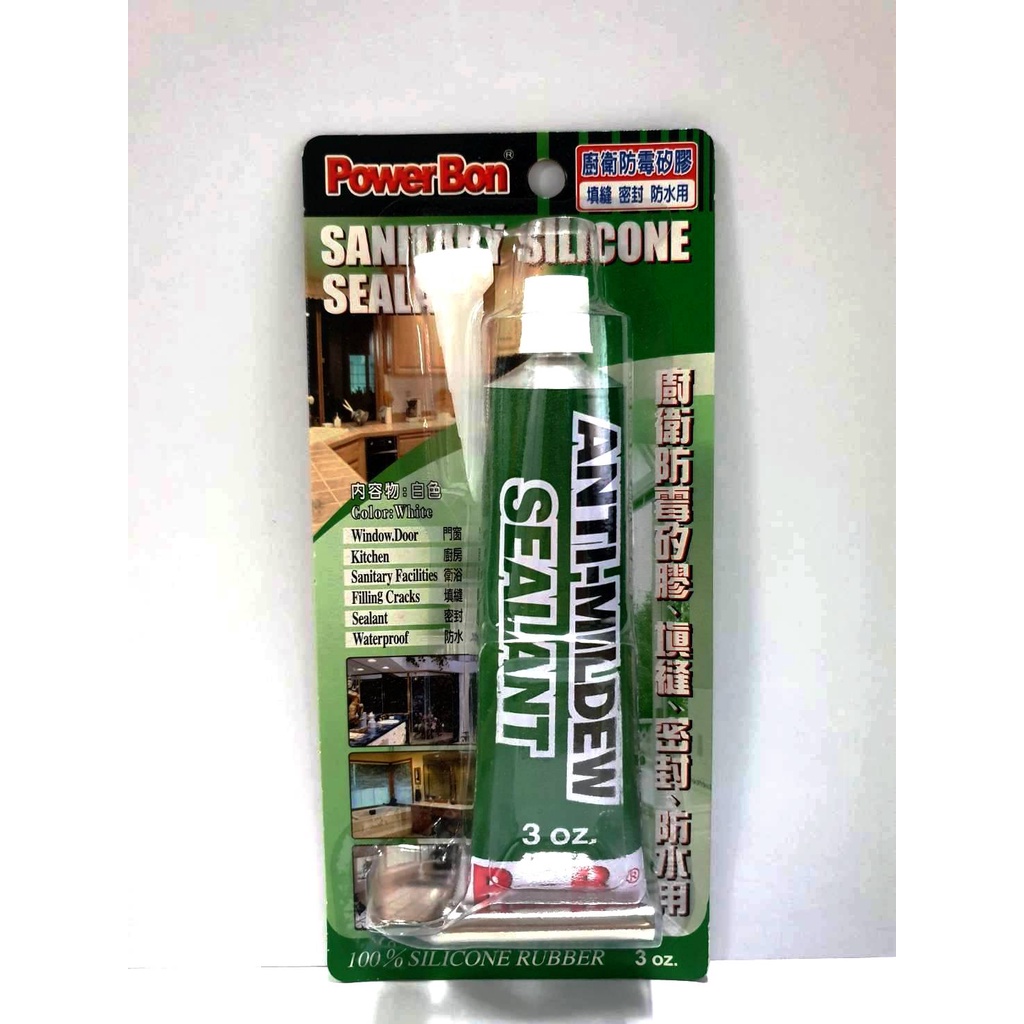 PowerBon®
廚衛防霉矽膠
填縫 密封 防水用
SANITARY SILICONE
SEALA
內容物:白色
Color:White
Window.Door 門窗
Kitchen 廚房
Sanitary Facilities 衛浴
Filling Cracks 填縫
Sealant 密封
Waterproof 防水
ANTI-MILDEW
SEALANT
3 oz.
®
廚衛防霉矽膠、填縫、密封、防水用
100% SILICONE RUBBER 3 oz.